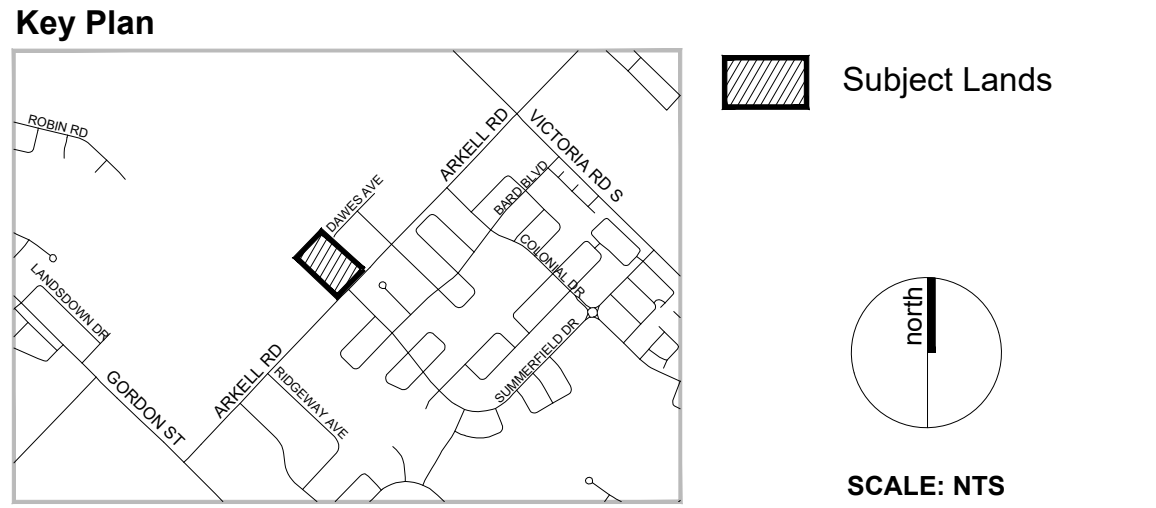 Key Plan
Subject Lands
ROBIN RD
ARKELL RD
VICTORIA RD S
DAWES AVE
BARD BLVD
COLONIAL DR
LANDSDOWN DR
SUMMERFIELD DR
ARKELL RD
RIDGEWAY AVE
GORDON ST
north
SCALE: NTS